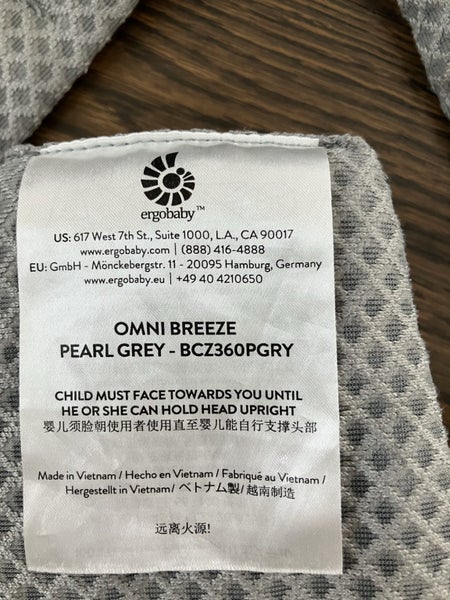 ergobaby™
US: 617 West 7th St., Suite 1000, L.A., CA 90017
www.ergobaby.com | (888) 416-4888
EU: GmbH - Mönckebergstr. 11 - 20095 Hamburg, Germany
www.ergobaby.eu | +49 40 4210650
OMNI BREEZE
PEARL GREY - BCZ360PGRY
CHILD MUST FACE TOWARDS YOU UNTIL
HE OR SHE CAN HOLD HEAD UPRIGHT
婴儿须脸朝使用者使用直至婴儿能自行支撑头部
Made in Vietnam / Hecho en Vietnam / Fabriqué au Vietnam /
Hergestellt in Vietnam/ ベトナム製/ 越南制造
远离火源!